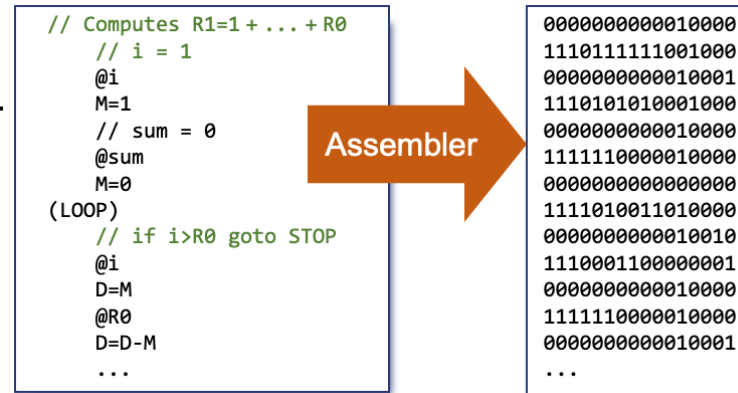 // Computes R1=1 + ... + R0
// i = 1
@i
M=1
// sum = 0
@sum
M=0
(LOOP)
// if i>R0 goto STOP
@i
D=M
@R0
D=D-M
...
Assembler
0000000000010000
1110111111001000
0000000000010001
1110101010001000
0000000000010000
1111110000010000
0000000000000000
1111010011010000
0000000000010010
1110001100000001
0000000000010000
1111110000010000
0000000000010001
...